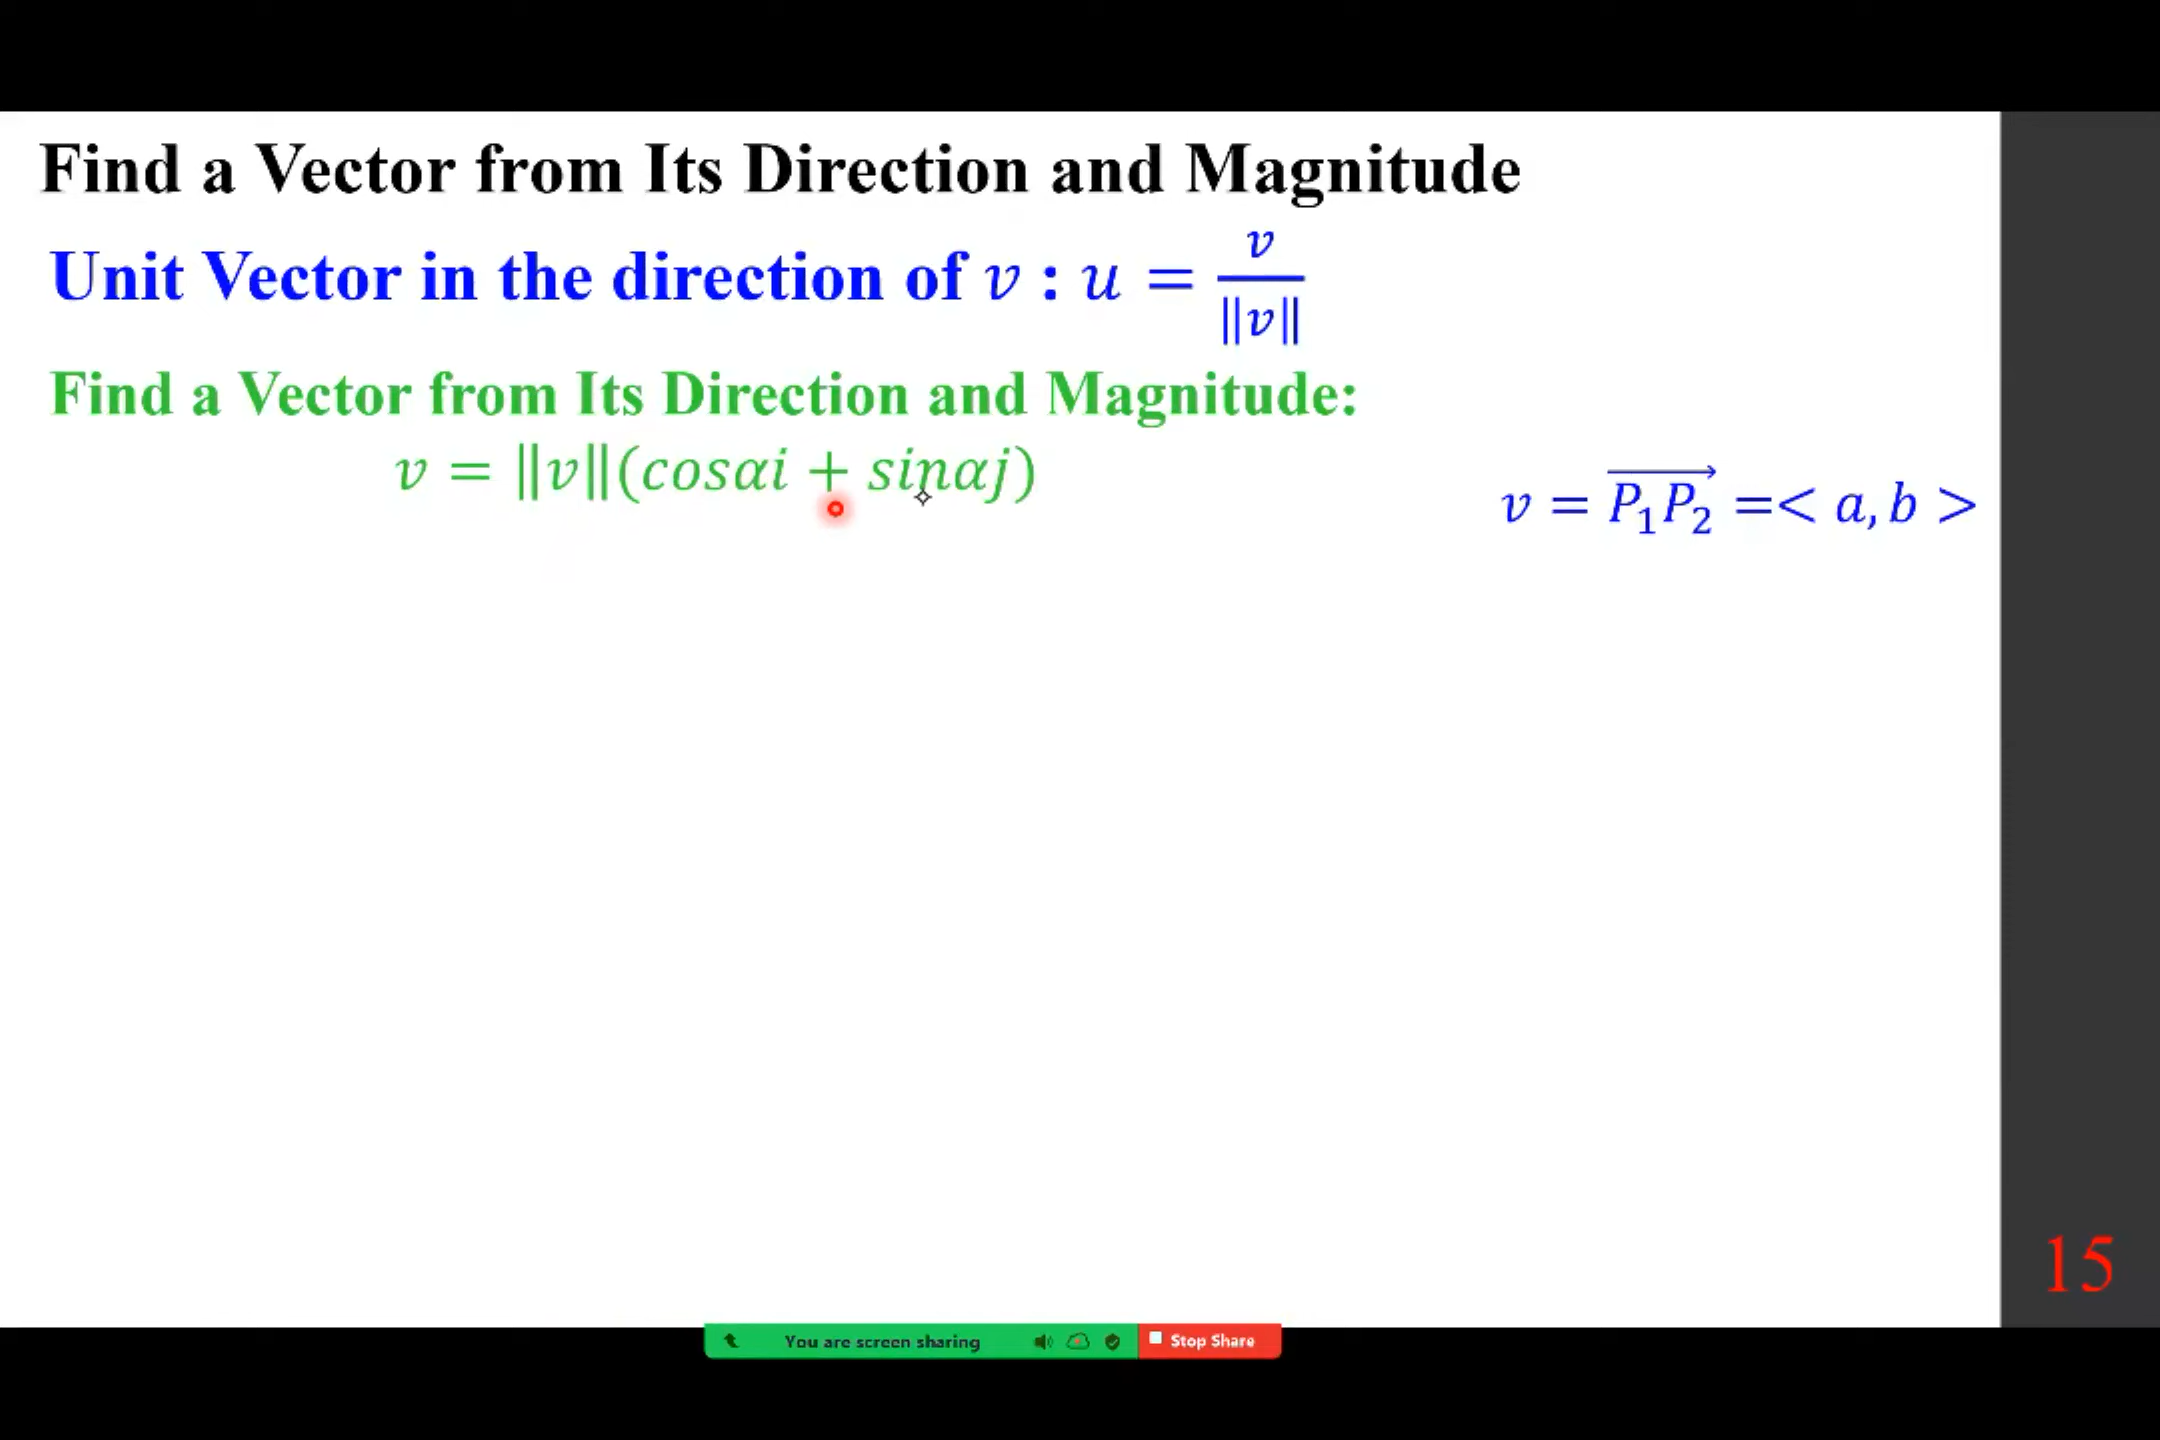 Find a Vector from Its Direction and Magnitude
Unit Vector in the direction of v : u = v / ‖v‖
Find a Vector from Its Direction and Magnitude:
v = ‖v‖(cosαi + sinαj)
v = P₁P₂⃗ =< a, b >
15
You are screen sharing
Stop Share